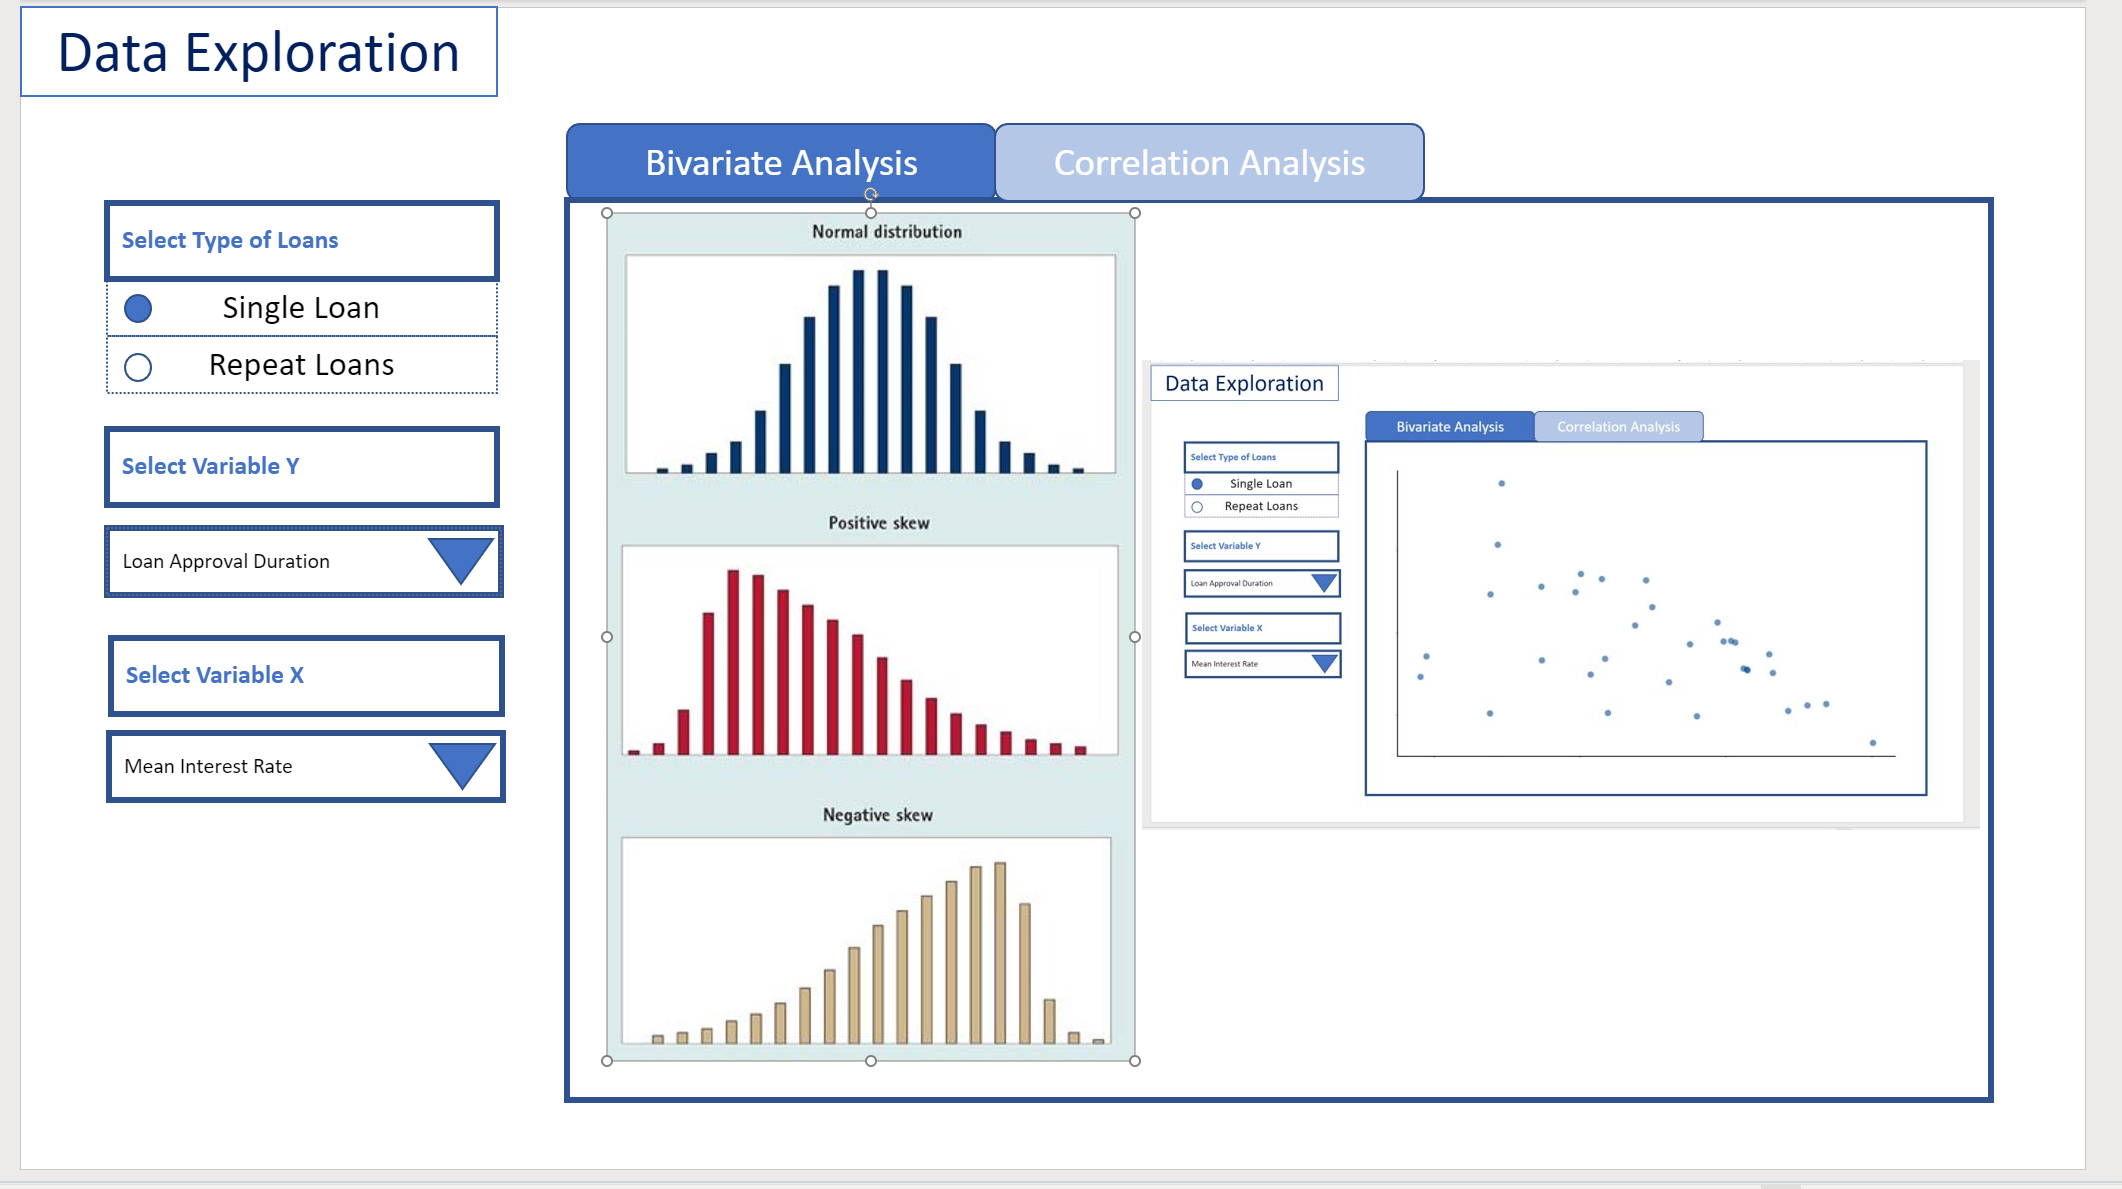 Data Exploration
Bivariate Analysis
Correlation Analysis
Select Type of Loans
Single Loan
Repeat Loans
Select Variable Y
Loan Approval Duration
Select Variable X
Mean Interest Rate
Normal distribution
Positive skew
Negative skew
Data Exploration
Bivariate Analysis
Correlation Analysis
Select Type of Loans
Single Loan
Repeat Loans
Select Variable Y
Loan Approval Duration
Select Variable X
Mean Interest Rate